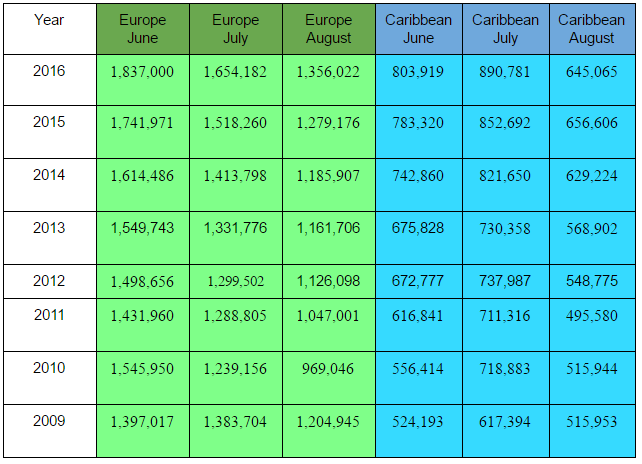 Year Europe June Europe July Europe August Caribbean June Caribbean July Caribbean August
2016 1,837,000 1,654,182 1,356,022 803,919 890,781 645,065
2015 1,741,971 1,518,260 1,279,176 783,320 852,692 656,606
2014 1,614,486 1,413,798 1,185,907 742,860 821,650 629,224
2013 1,549,743 1,331,776 1,161,706 675,828 730,358 568,902
2012 1,498,656 1,299,502 1,126,098 672,777 737,987 548,775
2011 1,431,960 1,288,805 1,047,001 616,841 711,316 495,580
2010 1,545,950 1,239,156 969,046 556,414 718,883 515,944
2009 1,397,017 1,383,704 1,204,945 524,193 617,394 515,953